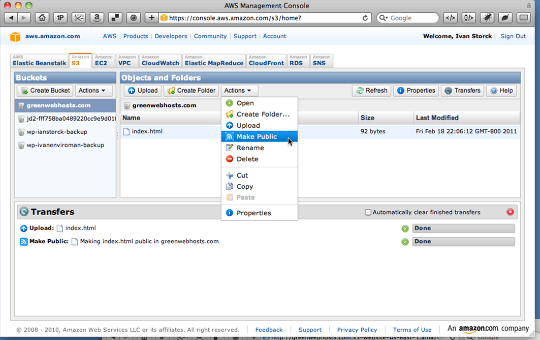 AWS Management Console
1P
https://console.aws.amazon.com/s3/home?
Google
aws.amazon.com
AWS
Products
Developers
Community
Support
Account
Welcome, Ivan Storck
Sign Out
AWS Elastic Beanstalk
Amazon S3
Amazon EC2
Amazon VPC
Amazon CloudWatch
Amazon Elastic MapReduce
Amazon CloudFront
Amazon RDS
Amazon SNS
Buckets
Objects and Folders
Create Bucket
Actions
Upload
Create Folder
Actions
Refresh
Properties
Transfers
Help
greenwebhosts.com
jd2-ff758ba0489220cc9e9d01
wp-ianstorck-backup
wp-ivanenviroman-backup
greenwebhosts.com
Name
Size
Last Modified
index.html
92 bytes
Fri Feb 18 22:06:12 GMT-800 2011
Open
Create Folder...
Upload
Make Public
Rename
Delete
Cut
Copy
Paste
Properties
Transfers
Automatically clear finished transfers
Upload: index.html
Done
Make Public: Making index.html public in greenwebhosts.com
Done
© 2008 - 2010, Amazon Web Services LLC or its affiliates. All right reserved.
Feedback
Support
Privacy Policy
Terms of Use
An amazon.com company
Google